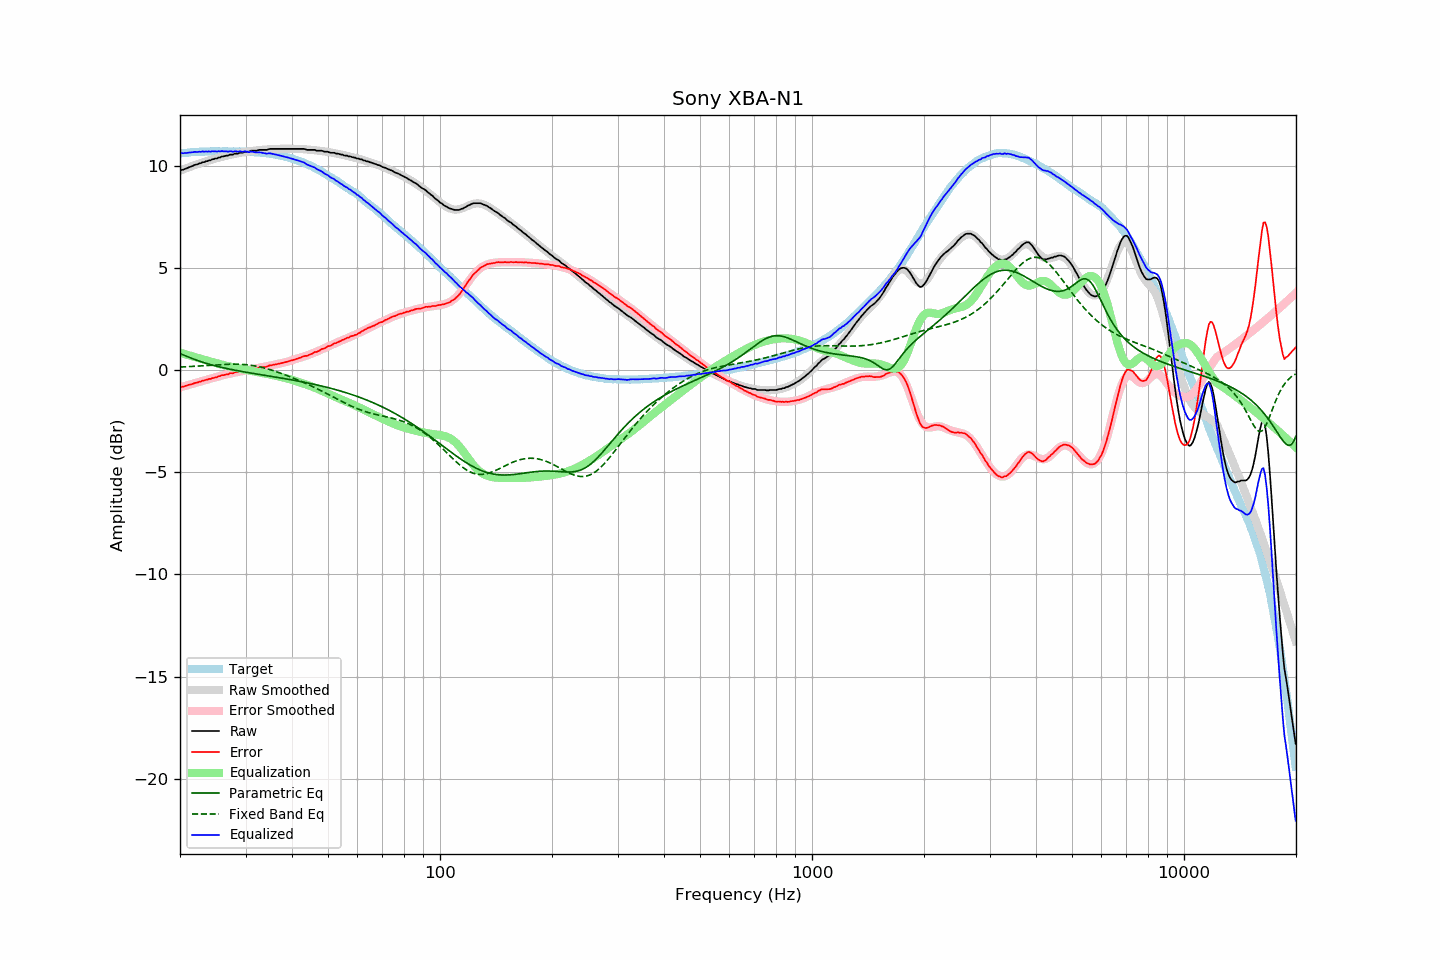 Sony XBA-N1
Amplitude (dBr)
10
5
0
−5
−10
−15
−20
Target
Raw Smoothed
Error Smoothed
Raw
Error
Equalization
Parametric Eq
Fixed Band Eq
Equalized
100
1000
10000
Frequency (Hz)